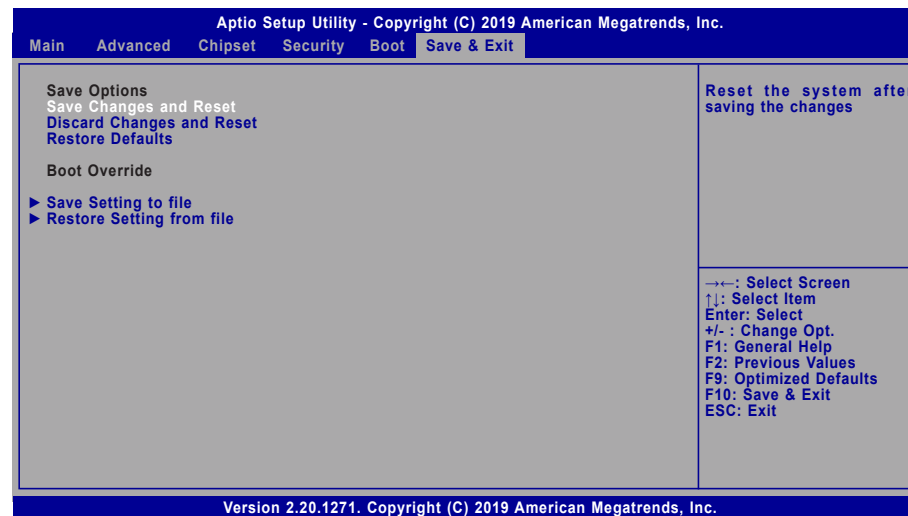 Aptio Setup Utility - Copyright (C) 2019 American Megatrends, Inc.
Main Advanced Chipset Security Boot Save & Exit
Save Options
Save Changes and Reset
Discard Changes and Reset
Restore Defaults
Boot Override
► Save Setting to file
► Restore Setting from file
Reset the system after
saving the changes
→←: Select Screen
↑↓: Select Item
Enter: Select
+/- : Change Opt.
F1: General Help
F2: Previous Values
F9: Optimized Defaults
F10: Save & Exit
ESC: Exit
Version 2.20.1271. Copyright (C) 2019 American Megatrends, Inc.